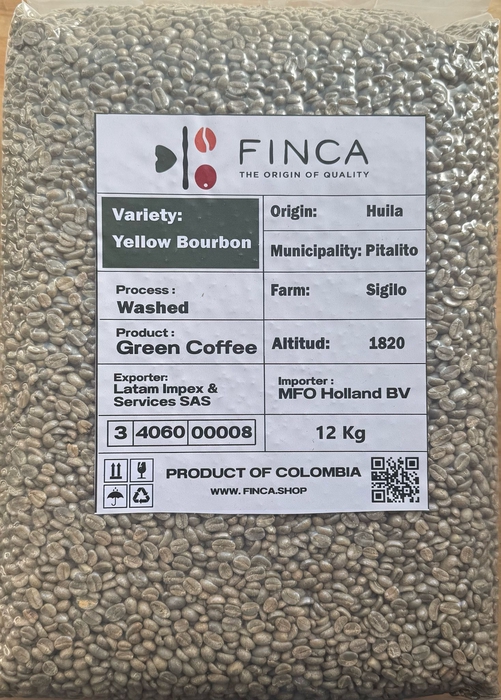 FINCA
THE ORIGIN OF QUALITY
Variety:
Yellow Bourbon
Origin: Huila
Municipality: Pitalito
Process :
Washed
Farm: Sigilo
Product :
Green Coffee
Altitud: 1820
Exporter:
Latam Impex &
Services SAS
Importer :
MFO Holland BV
3 4060 00008
12 Kg
PRODUCT OF COLOMBIA
WWW. FINCA.SHOP